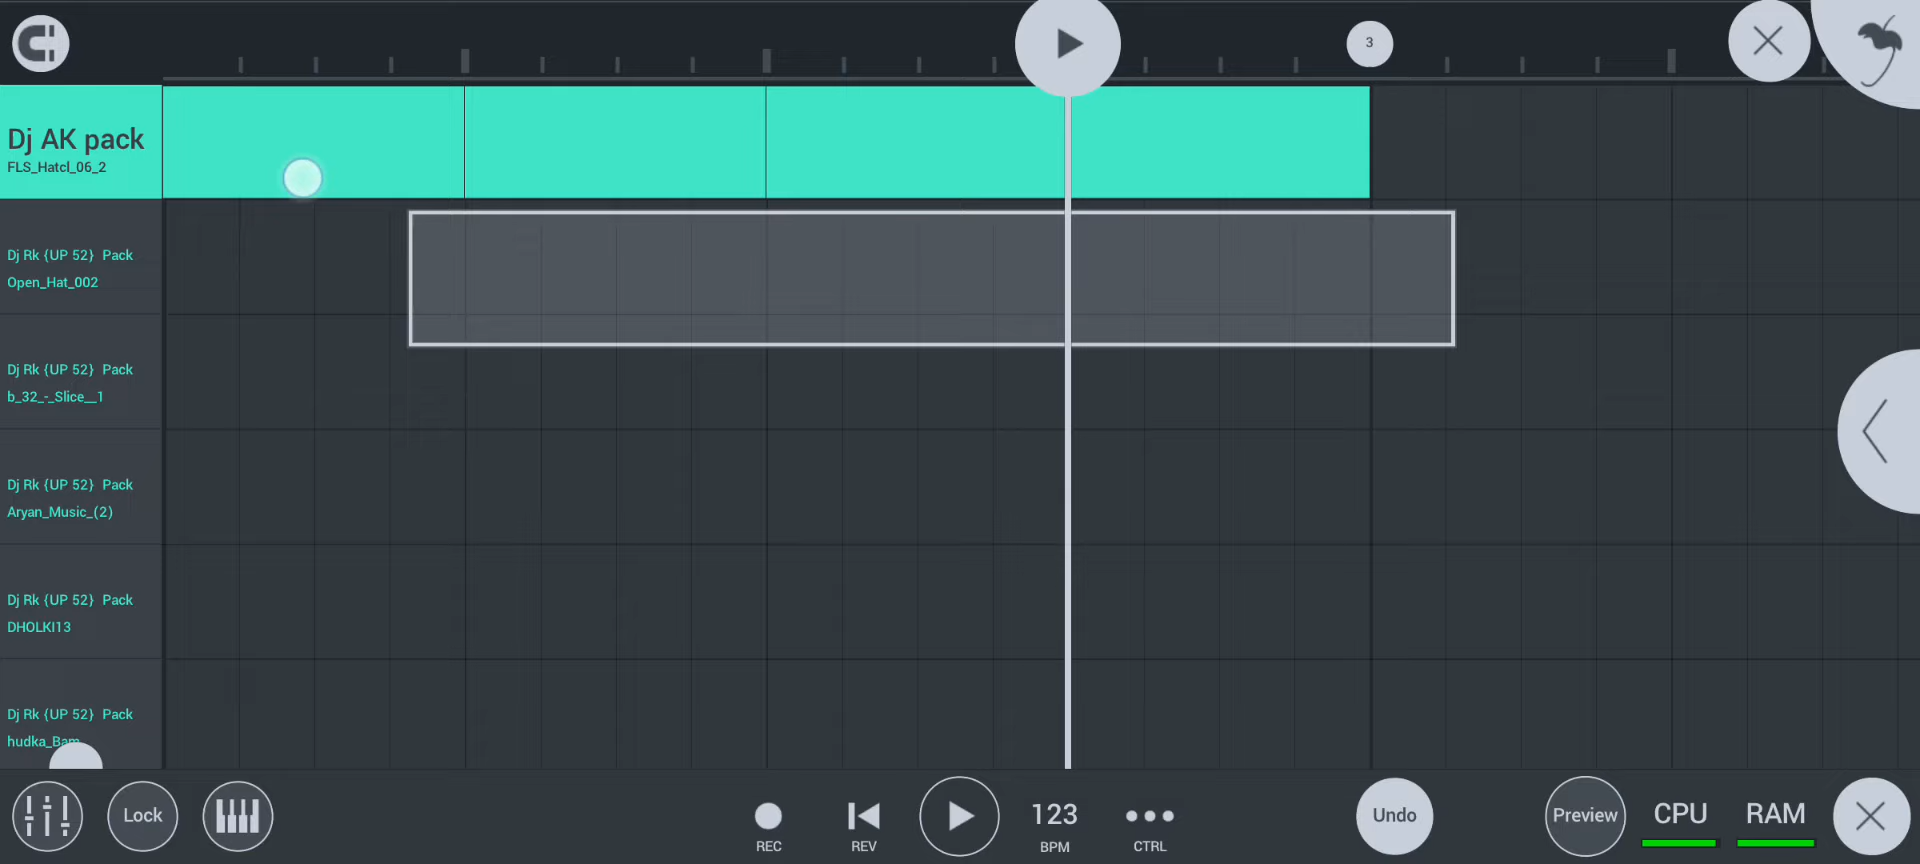 3
Dj AK pack
FLS_Hatcl_06_2
Dj Rk {UP 52} Pack
Open_Hat_002
Dj Rk {UP 52} Pack
b_32_-_Slice__1
Dj Rk {UP 52} Pack
Aryan_Music_(2)
Dj Rk {UP 52} Pack
DHOLKI13
Dj Rk {UP 52} Pack
hudka_Bam
Lock
REC
REV
123
BPM
CTRL
Undo
Preview
CPU
RAM